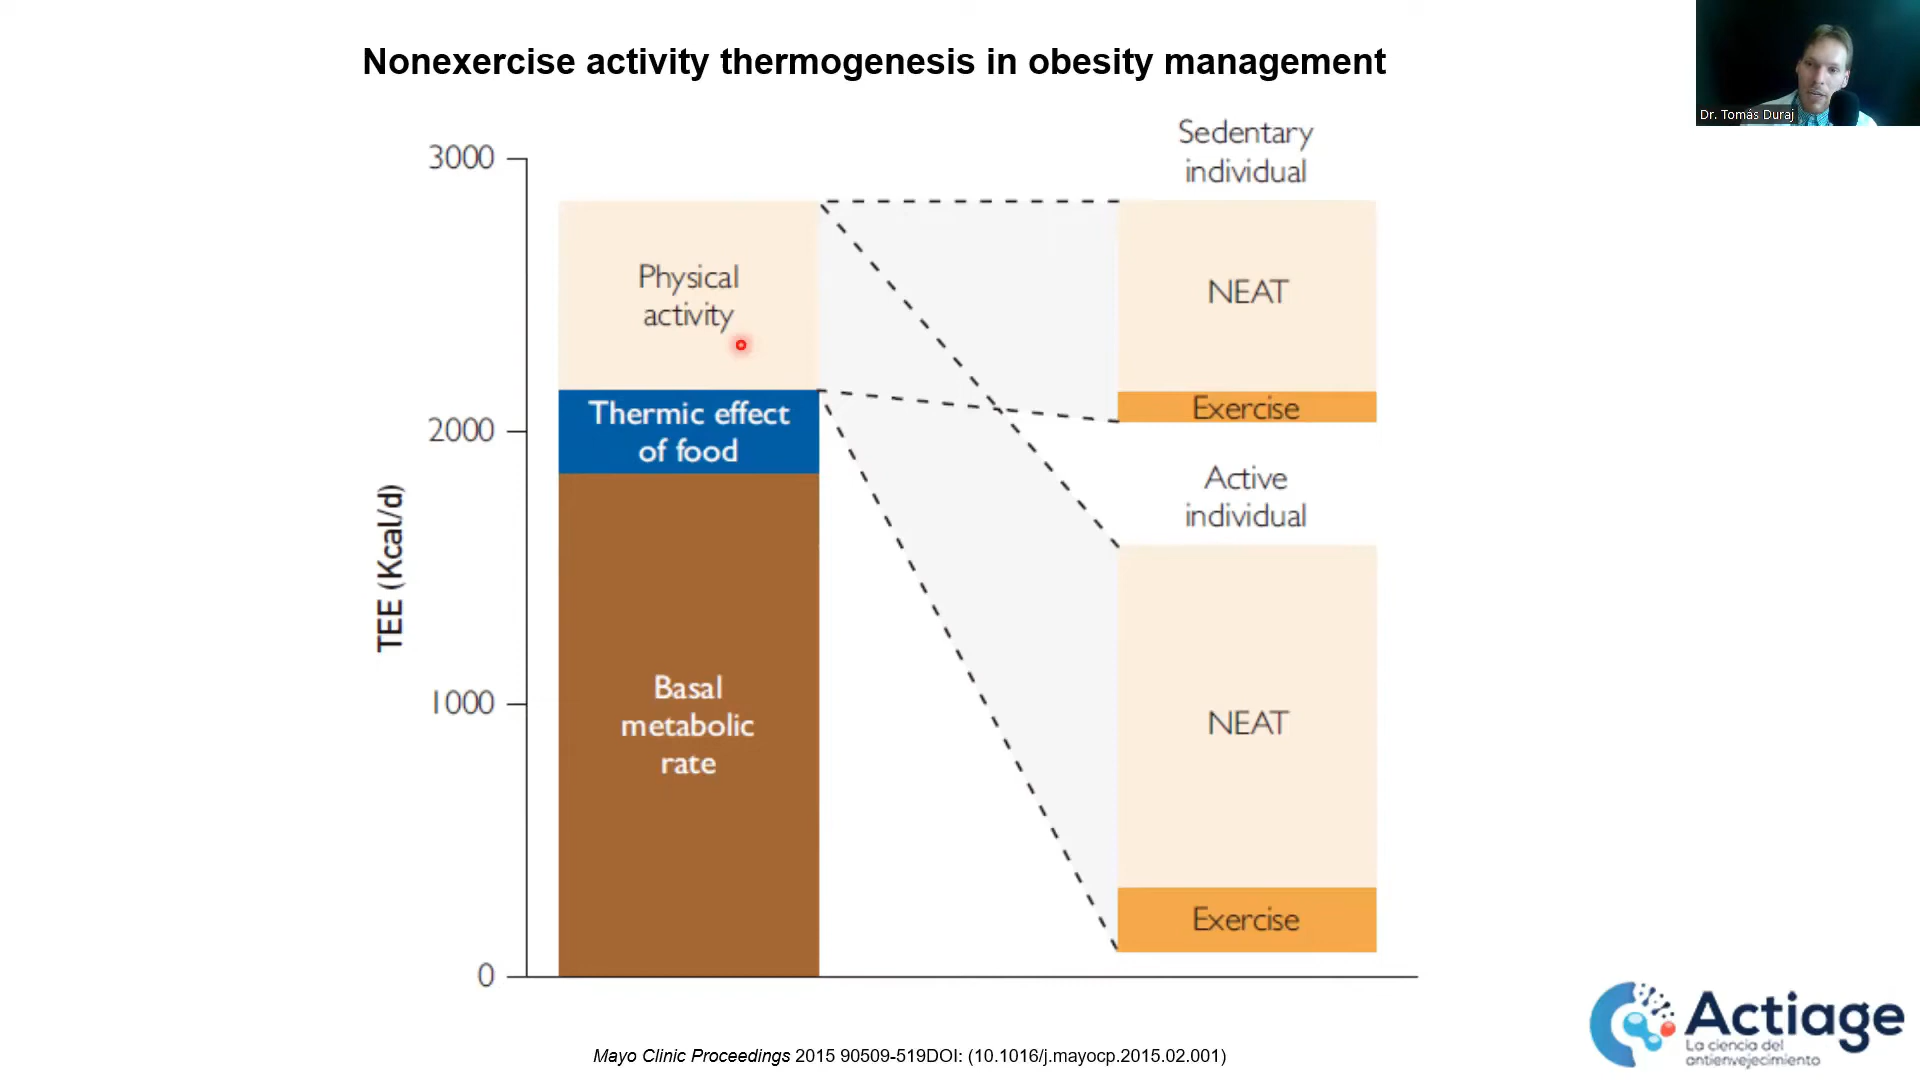 Nonexercise activity thermogenesis in obesity management
Dr. Tomás Duraj
3000
2000
1000
0
TEE (Kcal/d)
Physical
activity
Thermic effect
of food
Basal
metabolic
rate
Sedentary
individual
NEAT
Exercise
Active
individual
NEAT
Exercise
Mayo Clinic Proceedings 2015 90509-519DOI: (10.1016/j.mayocp.2015.02.001)
Actiage
La ciencia del
antienvejecimiento